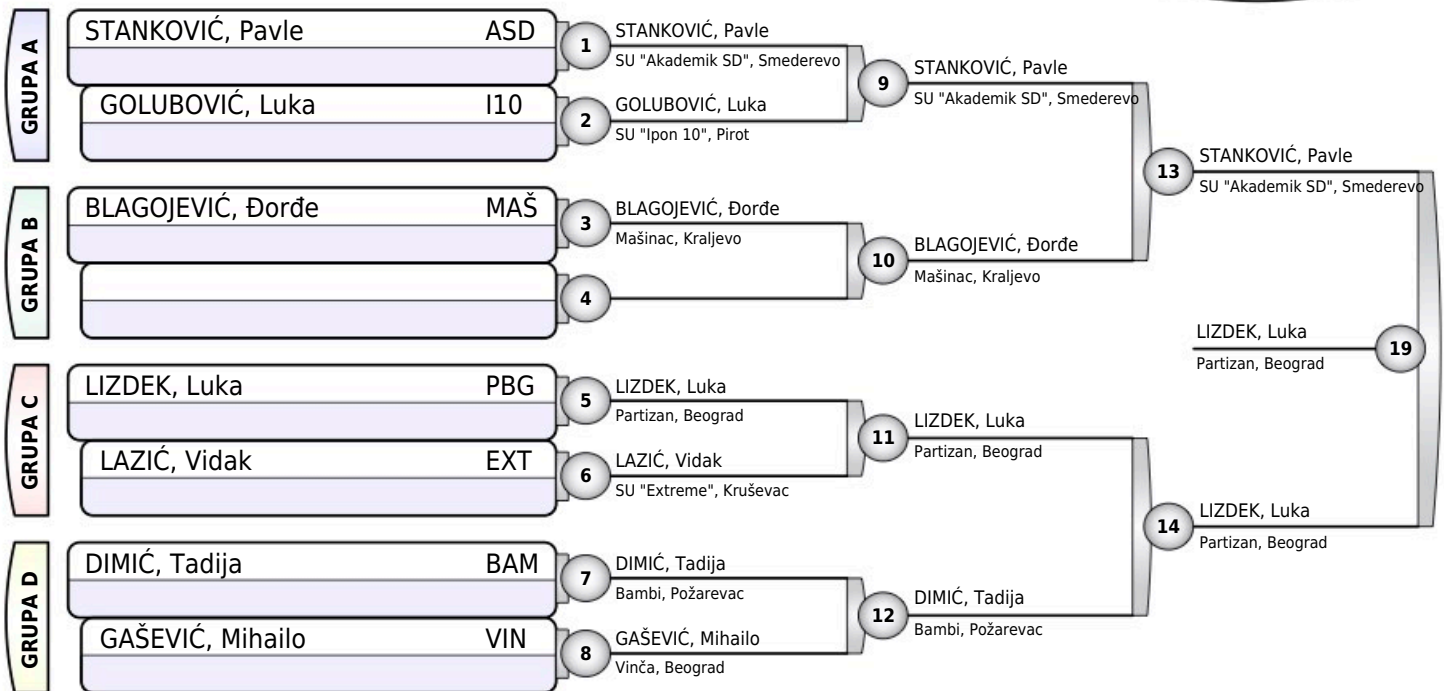 GRUPA A
STANKOVIĆ, Pavle ASD
GOLUBOVIĆ, Luka I10
1
STANKOVIĆ, Pavle
SU "Akademik SD", Smederevo
2
GOLUBOVIĆ, Luka
SU "Ipon 10", Pirot
9
STANKOVIĆ, Pavle
SU "Akademik SD", Smederevo
GRUPA B
BLAGOJEVIĆ, Đorđe MAŠ
3
BLAGOJEVIĆ, Đorđe
Mašinac, Kraljevo
4
10
BLAGOJEVIĆ, Đorđe
Mašinac, Kraljevo
13
STANKOVIĆ, Pavle
SU "Akademik SD", Smederevo
GRUPA C
LIZDEK, Luka PBG
LAZIĆ, Vidak EXT
5
LIZDEK, Luka
Partizan, Beograd
6
LAZIĆ, Vidak
SU "Extreme", Kruševac
11
LIZDEK, Luka
Partizan, Beograd
GRUPA D
DIMIĆ, Tadija BAM
GAŠEVIĆ, Mihailo VIN
7
DIMIĆ, Tadija
Bambi, Požarevac
8
GAŠEVIĆ, Mihailo
Vinča, Beograd
12
DIMIĆ, Tadija
Bambi, Požarevac
14
LIZDEK, Luka
Partizan, Beograd
LIZDEK, Luka
Partizan, Beograd
19